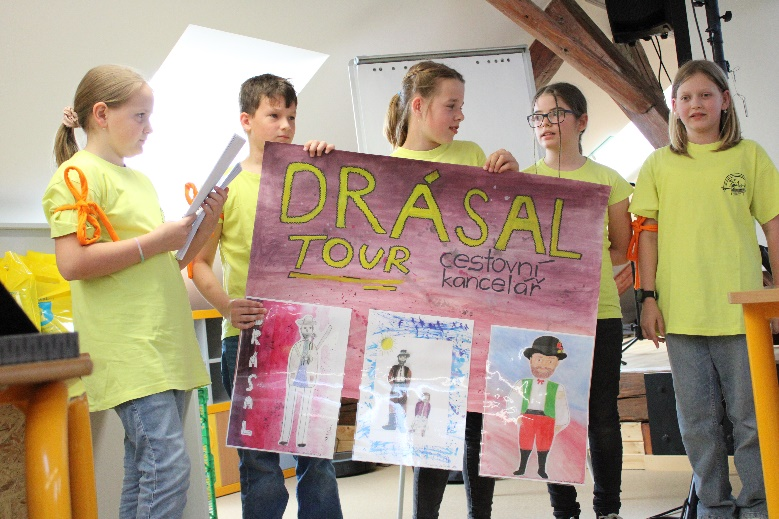 DRÁSAL
TOUR
cestovní
kancelář
DRÁSAL